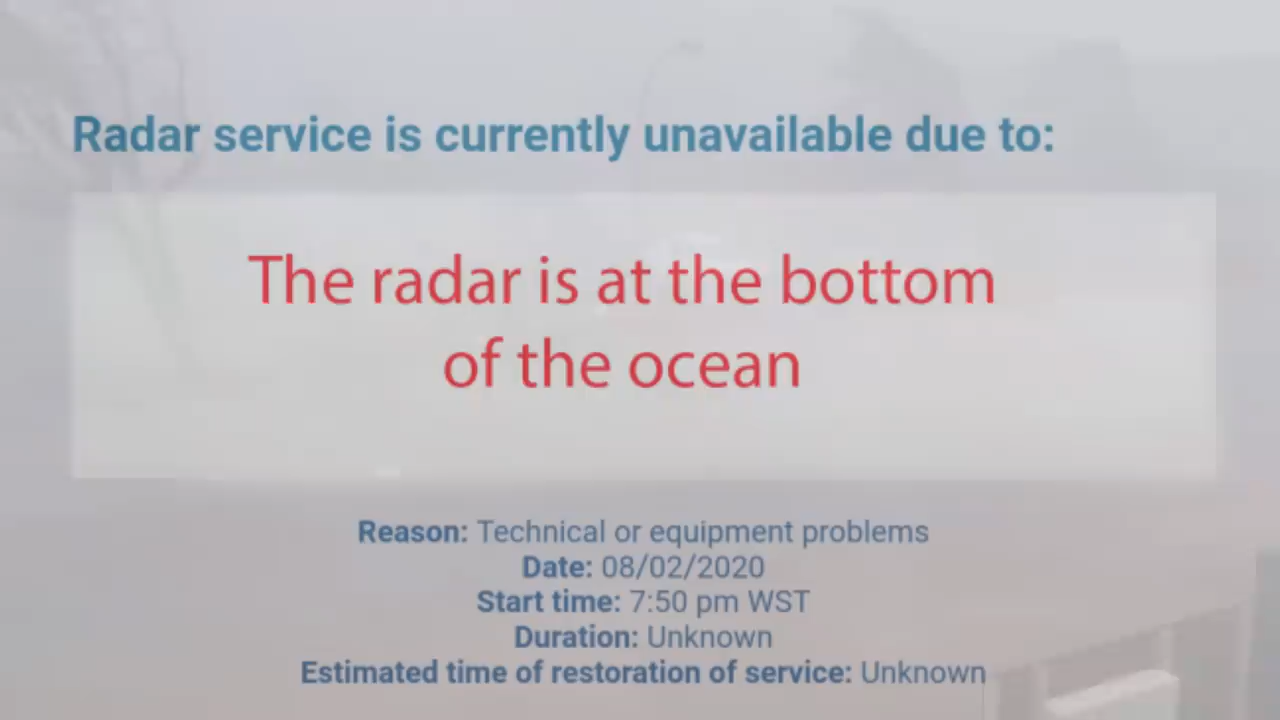 Radar service is currently unavailable due to:
The radar is at the bottom
of the ocean
Reason: Technical or equipment problems
Date: 08/02/2020
Start time: 7:50 pm WST
Duration: Unknown
Estimated time of restoration of service: Unknown